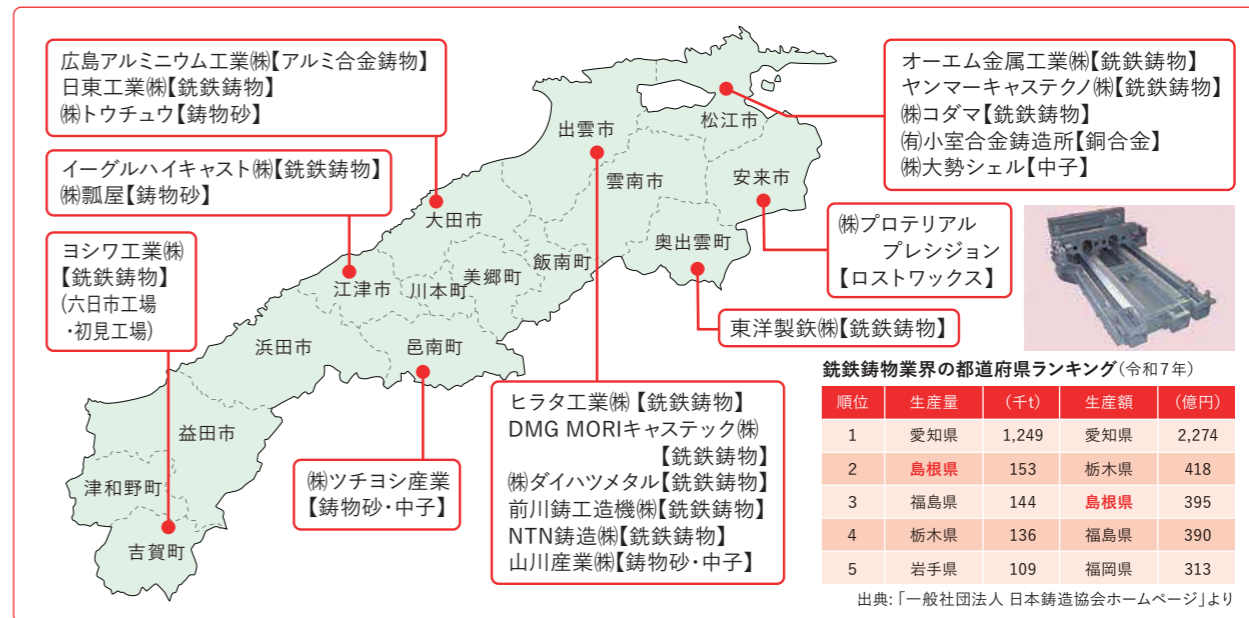 広島アルミニウム工業㈱【アルミ合金鋳物】
日東工業㈱【銑鉄鋳物】
㈱トウチュウ【鋳物砂】
イーグルハイキャスト㈱【銑鉄鋳物】
㈱瓢屋【鋳物砂】
ヨシワ工業㈱
【銑鉄鋳物】
(六日市工場
・初見工場)
オーエム金属工業㈱【銑鉄鋳物】
ヤンマーキャステクノ㈱【銑鉄鋳物】
㈱コダマ【銑鉄鋳物】
㈲小室合金鋳造所【銅合金】
㈱大勢シェル【中子】
㈱プロテリアル
プレシジョン
【ロストワックス】
東洋製鉄㈱【銑鉄鋳物】
㈱ツチヨシ産業
【鋳物砂・中子】
ヒラタ工業㈱【銑鉄鋳物】
DMG MORIキャステック㈱
【銑鉄鋳物】
㈱ダイハツメタル【銑鉄鋳物】
前川鋳工造機㈱【銑鉄鋳物】
NTN鋳造㈱【銑鉄鋳物】
山川産業㈱【鋳物砂・中子】
松江市
出雲市
雲南市
安来市
大田市
奥出雲町
飯南町
美郷町
川本町
江津市
邑南町
浜田市
益田市
津和野町
吉賀町
銑鉄鋳物業界の都道府県ランキング(令和7年)
順位 生産量 (千t) 生産額 (億円)
1 愛知県 1,249 愛知県 2,274
2 島根県 153 栃木県 418
3 福島県 144 島根県 395
4 栃木県 136 福島県 390
5 岩手県 109 福岡県 313
出典:「一般社団法人 日本鋳造協会ホームページ」より